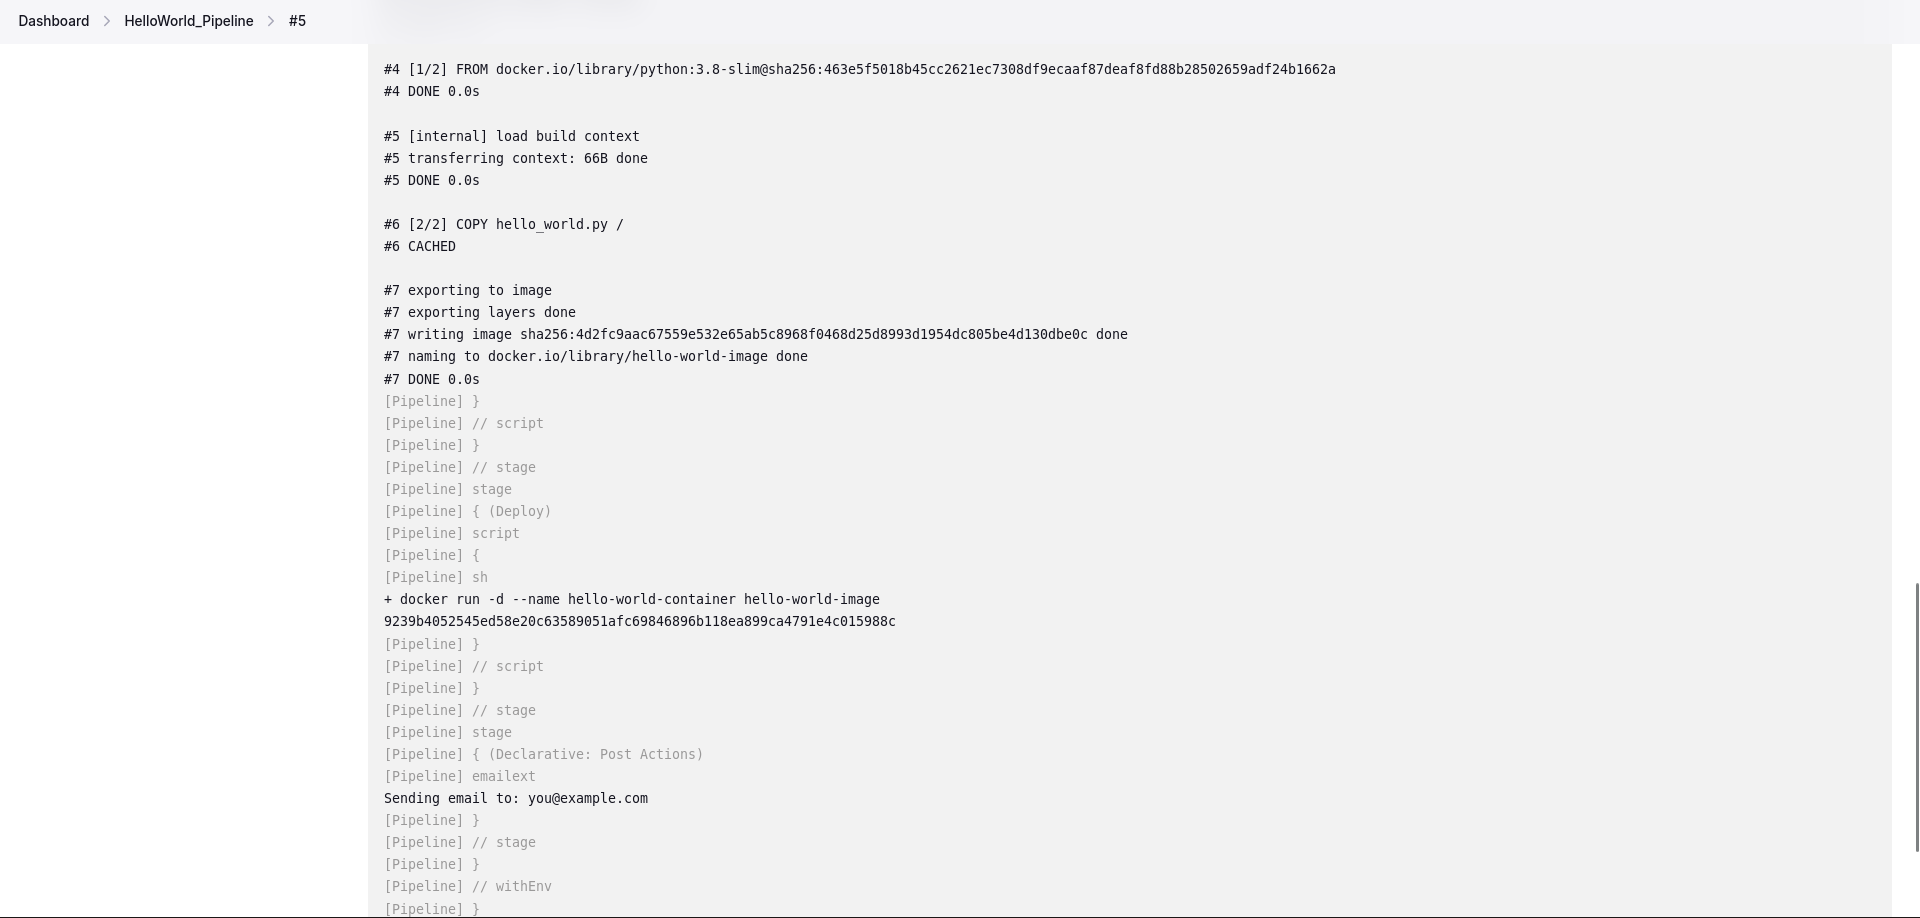 Dashboard > HelloWorld_Pipeline > #5
#4 [1/2] FROM docker.io/library/python:3.8-slim@sha256:463e5f5018b45cc2621ec7308df9ecaaf87deaf8fd88b28502659adf24b1662a
#4 DONE 0.0s
#5 [internal] load build context
#5 transferring context: 66B done
#5 DONE 0.0s
#6 [2/2] COPY hello_world.py /
#6 CACHED
#7 exporting to image
#7 exporting layers done
#7 writing image sha256:4d2fc9aac67559e532e65ab5c8968f0468d25d8993d1954dc805be4d130dbe0c done
#7 naming to docker.io/library/hello-world-image done
#7 DONE 0.0s
[Pipeline] }
[Pipeline] // script
[Pipeline] }
[Pipeline] // stage
[Pipeline] stage
[Pipeline] { (Deploy)
[Pipeline] script
[Pipeline] {
[Pipeline] sh
+ docker run -d --name hello-world-container hello-world-image
9239b4052545ed58e20c63589051afc69846896b118ea899ca4791e4c015988c
[Pipeline] }
[Pipeline] // script
[Pipeline] }
[Pipeline] // stage
[Pipeline] stage
[Pipeline] { (Declarative: Post Actions)
[Pipeline] emailext
Sending email to: you@example.com
[Pipeline] }
[Pipeline] // stage
[Pipeline] }
[Pipeline] // withEnv
[Pipeline] }